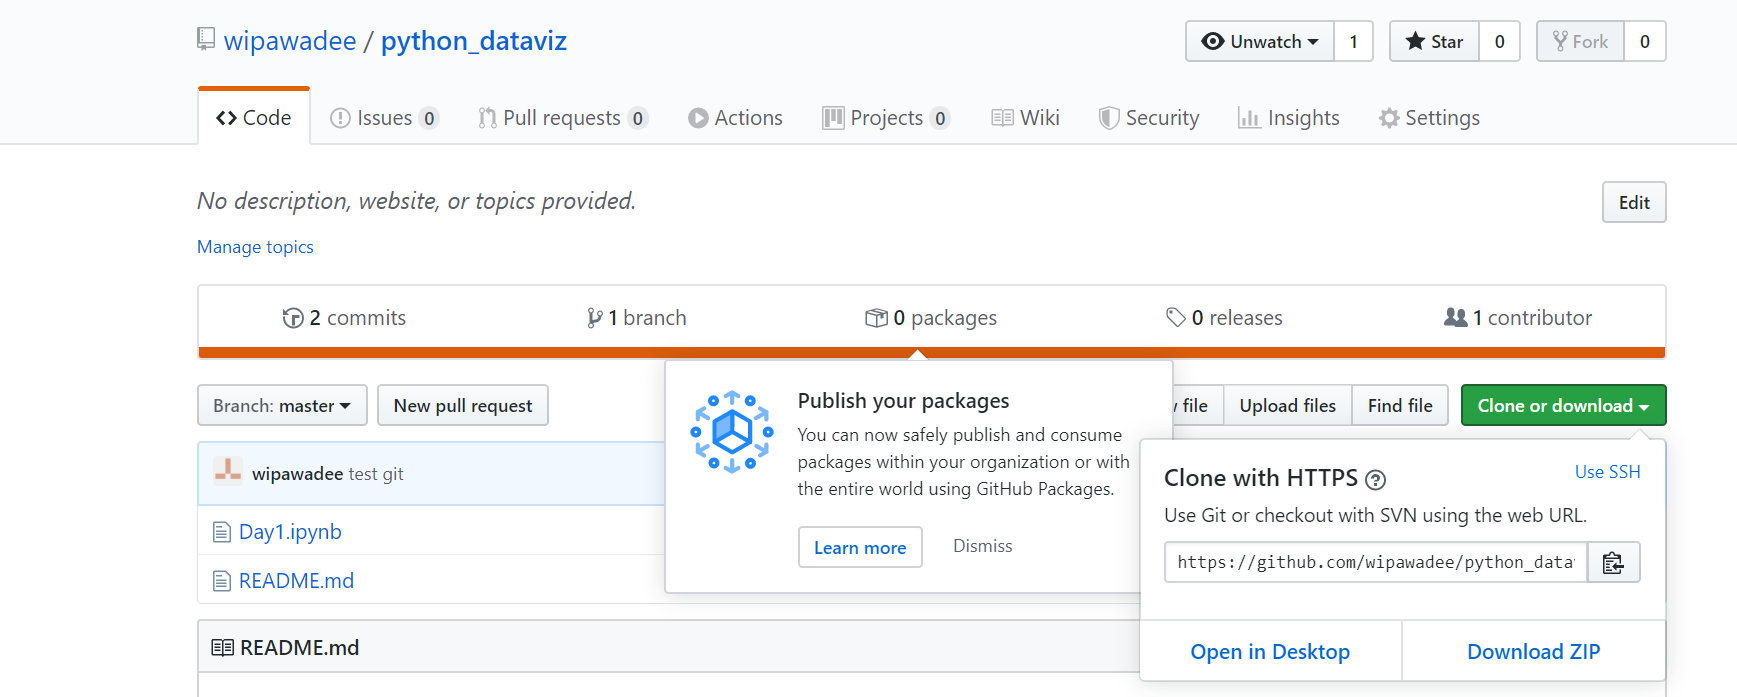 wipawadee / python_dataviz
Unwatch 1 Star 0 Fork 0
Code Issues 0 Pull requests 0 Actions Projects 0 Wiki Security Insights Settings
No description, website, or topics provided.
Edit
Manage topics
2 commits 1 branch 0 packages 0 releases 1 contributor
Branch: master New pull request
file Upload files Find file Clone or download
Publish your packages
You can now safely publish and consume
packages within your organization or with
the entire world using GitHub Packages.
Learn more Dismiss
wipawadee test git
Day1.ipynb
README.md
README.md
Clone with HTTPS Use SSH
Use Git or checkout with SVN using the web URL.
https://github.com/wipawadee/python_data
Open in Desktop Download ZIP